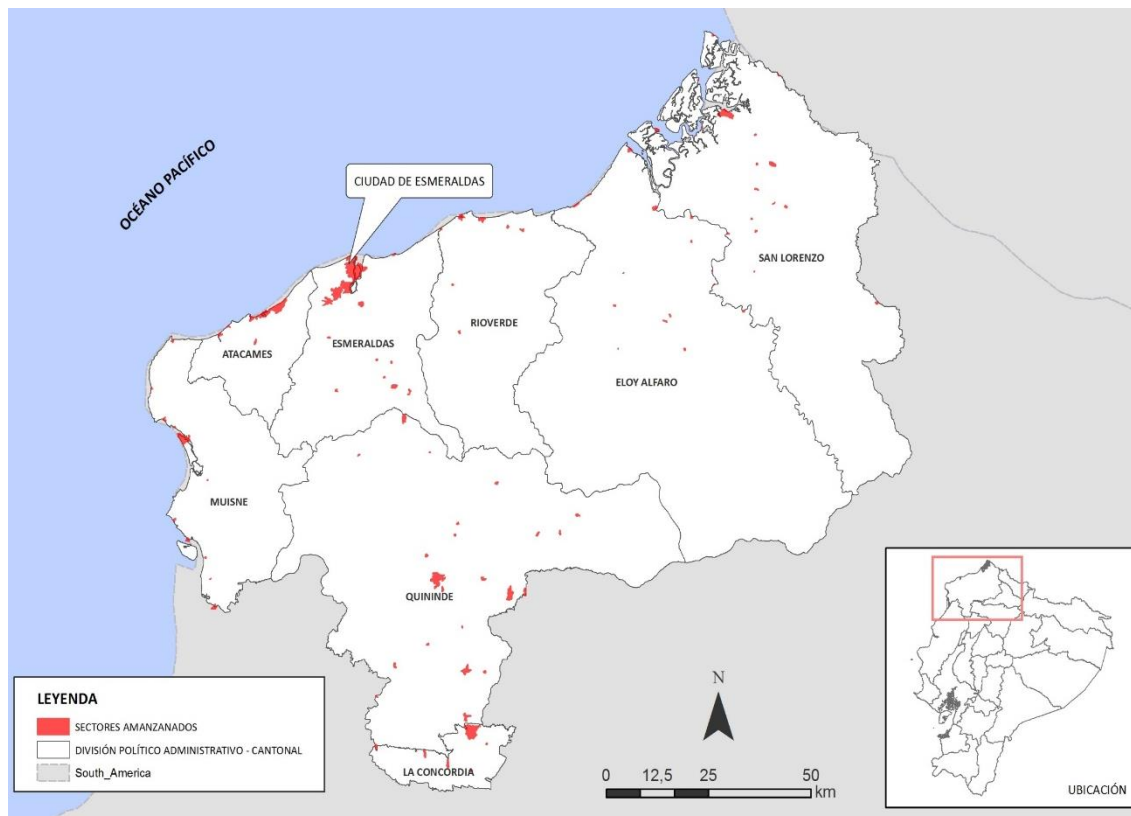 OCÉANO PACÍFICO
CIUDAD DE ESMERALDAS
SAN LORENZO
RIOVERDE
ESMERALDAS
ATACAMES
ELOY ALFARO
MUISNE
QUININDE
LA CONCORDIA
LEYENDA
SECTORES AMANZANADOS
DIVISIÓN POLÍTICO ADMINISTRATIVO - CANTONAL
South_America
N
0 12,5 25 50
km
UBICACIÓN